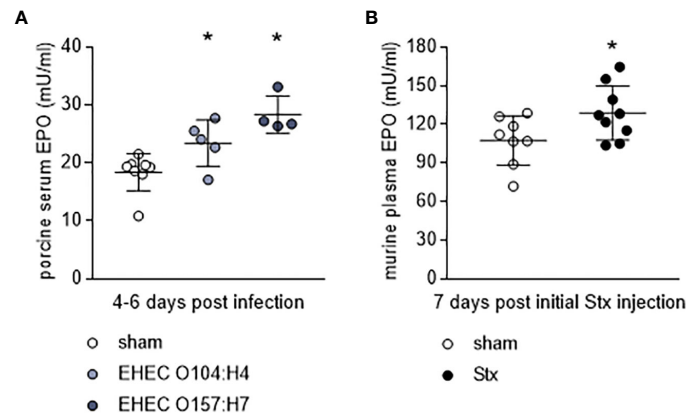 A
*
*
porcine serum EPO (mU/ml)
40
30
20
10
0
4-6 days post infection
sham
EHEC O104:H4
EHEC O157:H7
B
*
murine plasma EPO (mU/ml)
180
150
120
90
60
30
0
7 days post initial Stx injection
sham
Stx